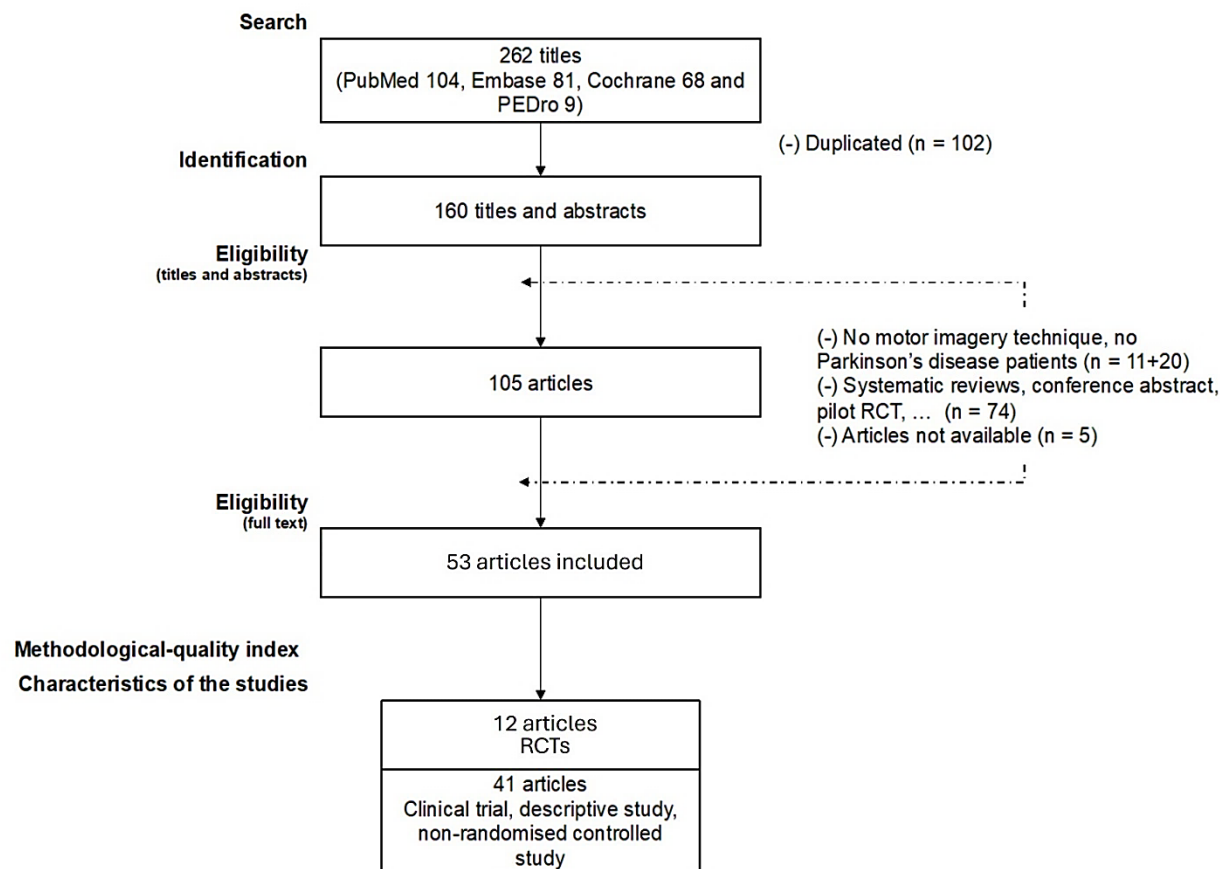 Search
262 titles
(PubMed 104, Embase 81, Cochrane 68 and
PEDro 9)
(-) Duplicated (n = 102)
Identification
160 titles and abstracts
Eligibility
(titles and abstracts)
(-) No motor imagery technique, no
Parkinson's disease patients (n = 11+20)
(-) Systematic reviews, conference abstract,
pilot RCT, … (n = 74)
(-) Articles not available (n = 5)
105 articles
Eligibility
(full text)
53 articles included
Methodological-quality index
Characteristics of the studies
12 articles
RCTs
41 articles
Clinical trial, descriptive study,
non-randomised controlled
study